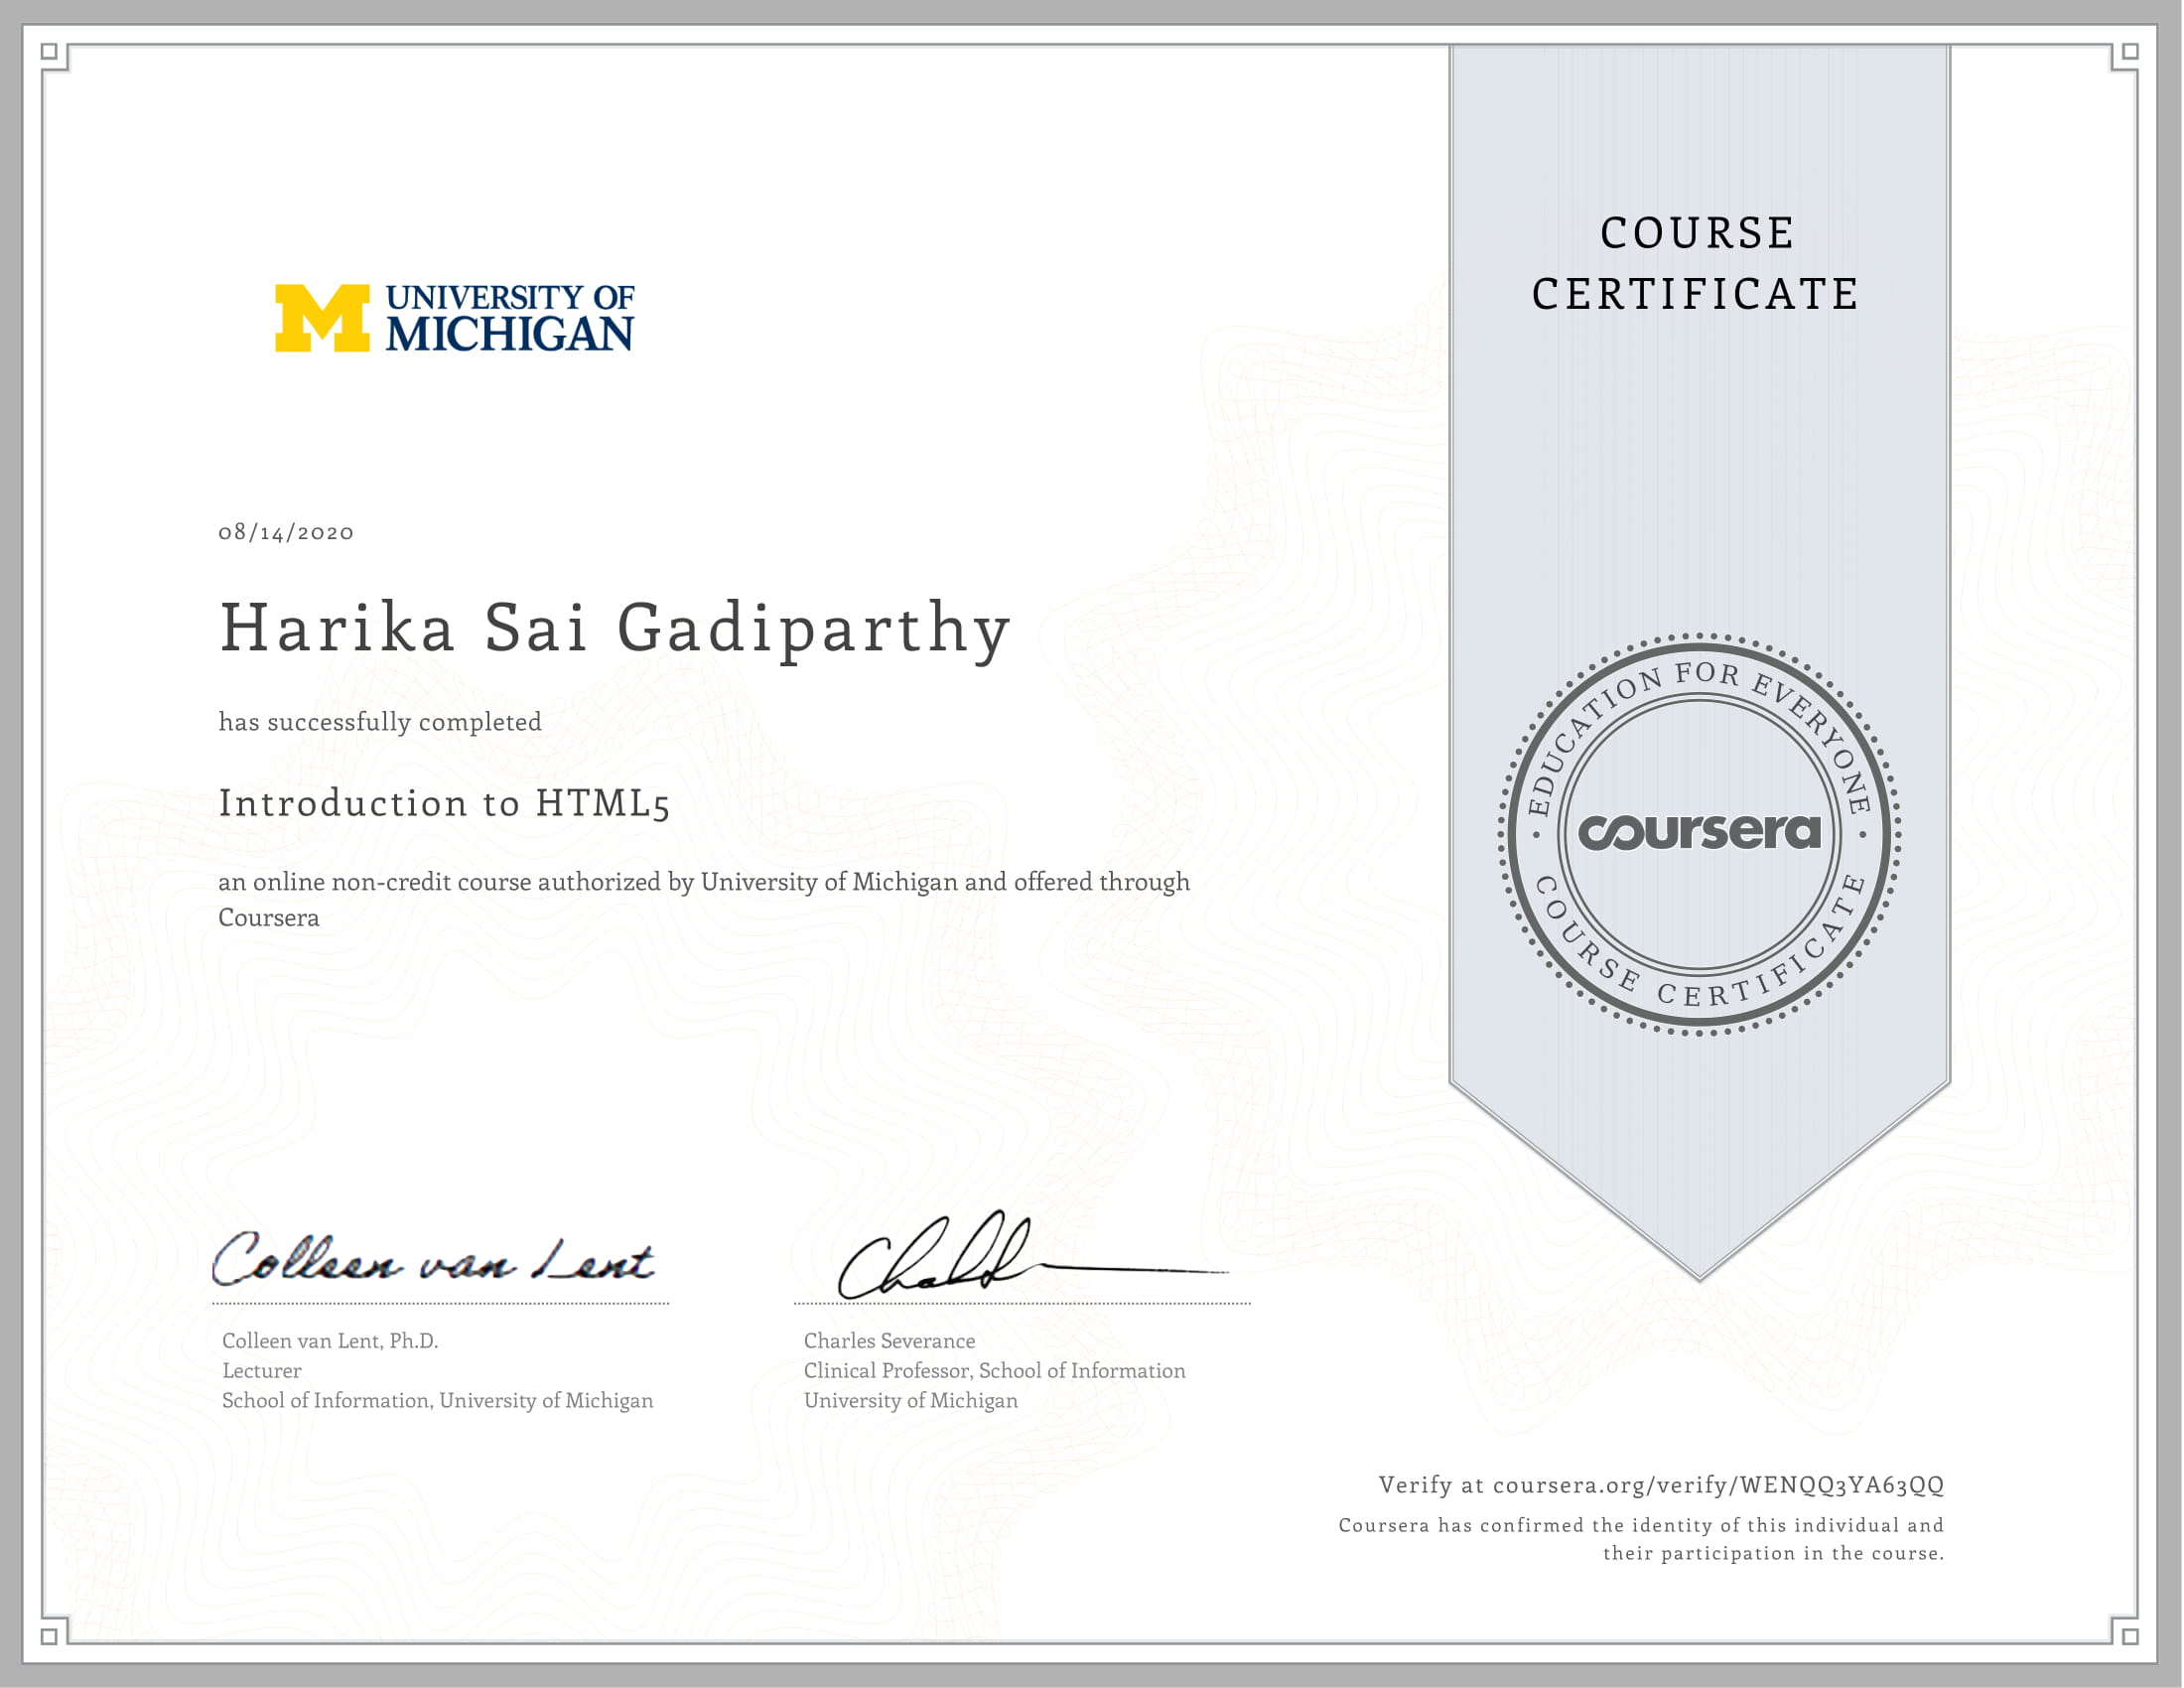 UNIVERSITY OF
MICHIGAN
COURSE
CERTIFICATE
08/14/2020
Harika Sai Gadiparthy
has successfully completed
Introduction to HTML5
an online non-credit course authorized by University of Michigan and offered through
Coursera
EDUCATION FOR EVERYONE
coursera
COURSE CERTIFICATE
Colleen van Lent
Colleen van Lent, Ph.D.
Lecturer
School of Information, University of Michigan
Charles Severance
Clinical Professor, School of Information
University of Michigan
Verify at coursera.org/verify/WENQQ3YA63QQ
Coursera has confirmed the identity of this individual and
their participation in the course.